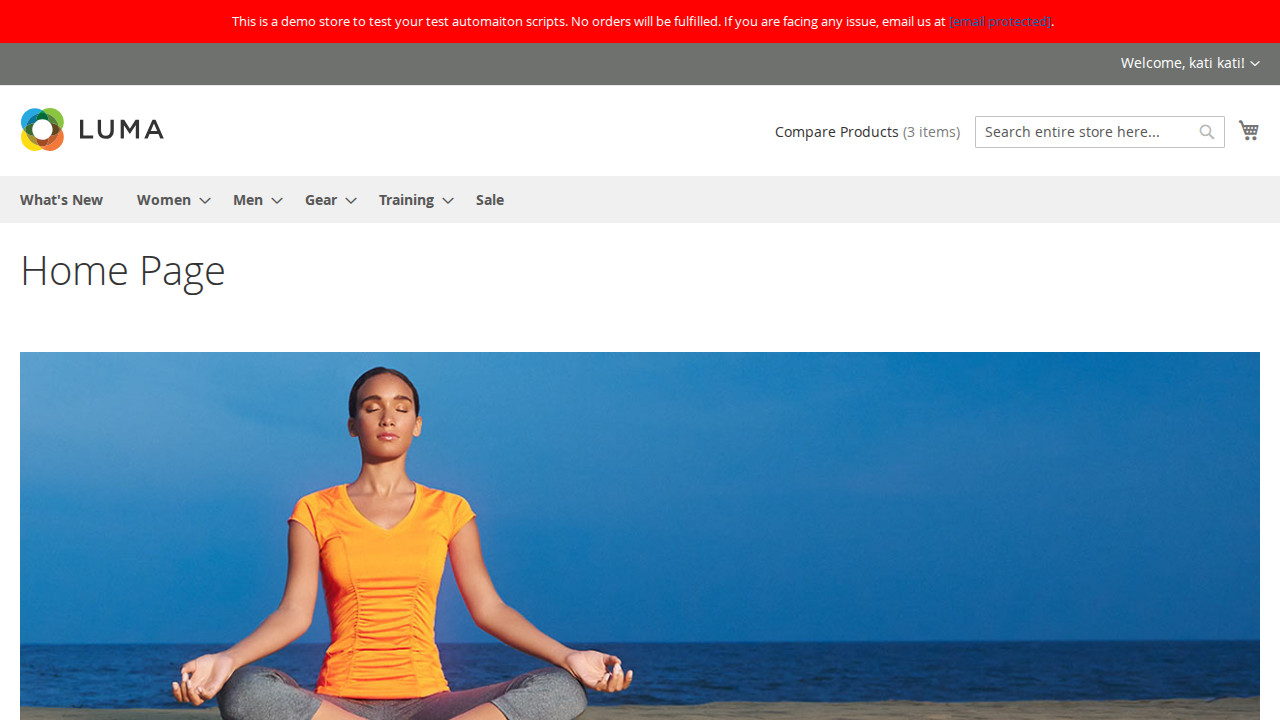 This is a demo store to test your test automaiton scripts. No orders will be fulfilled. If you are facing any issue, email us at [email protected].
Welcome, kati kati!
LUMA
Compare Products (3 items)
Search entire store here...
What's New
Women
Men
Gear
Training
Sale
Home Page